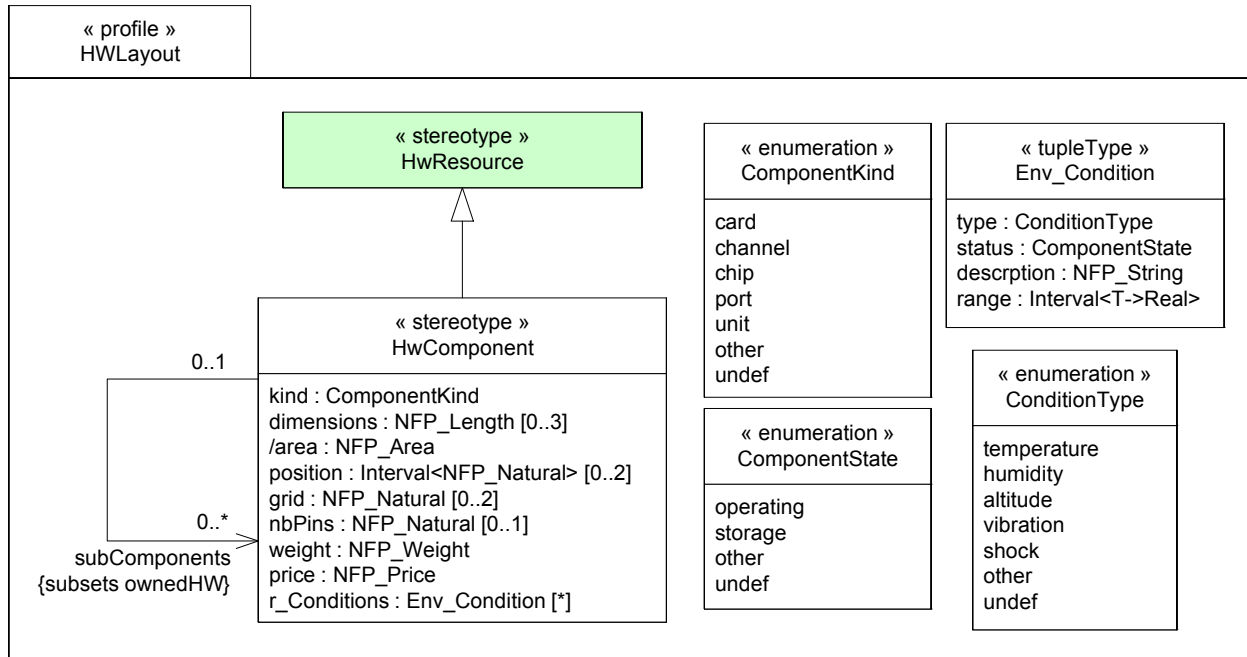 « profile »
HWLayout
« stereotype »
HwResource
« stereotype »
HwComponent
kind : ComponentKind
dimensions : NFP_Length [0..3]
/area : NFP_Area
position : Interval<NFP_Natural> [0..2]
grid : NFP_Natural [0..2]
nbPins : NFP_Natural [0..1]
weight : NFP_Weight
price : NFP_Price
r_Conditions : Env_Condition [*]
0..1
0..*
subComponents
{subsets ownedHW}
« enumeration »
ComponentKind
card
channel
chip
port
unit
other
undef
« enumeration »
ComponentState
operating
storage
other
undef
« tupleType »
Env_Condition
type : ConditionType
status : ComponentState
descrption : NFP_String
range : Interval<T->Real>
« enumeration »
ConditionType
temperature
humidity
altitude
vibration
shock
other
undef